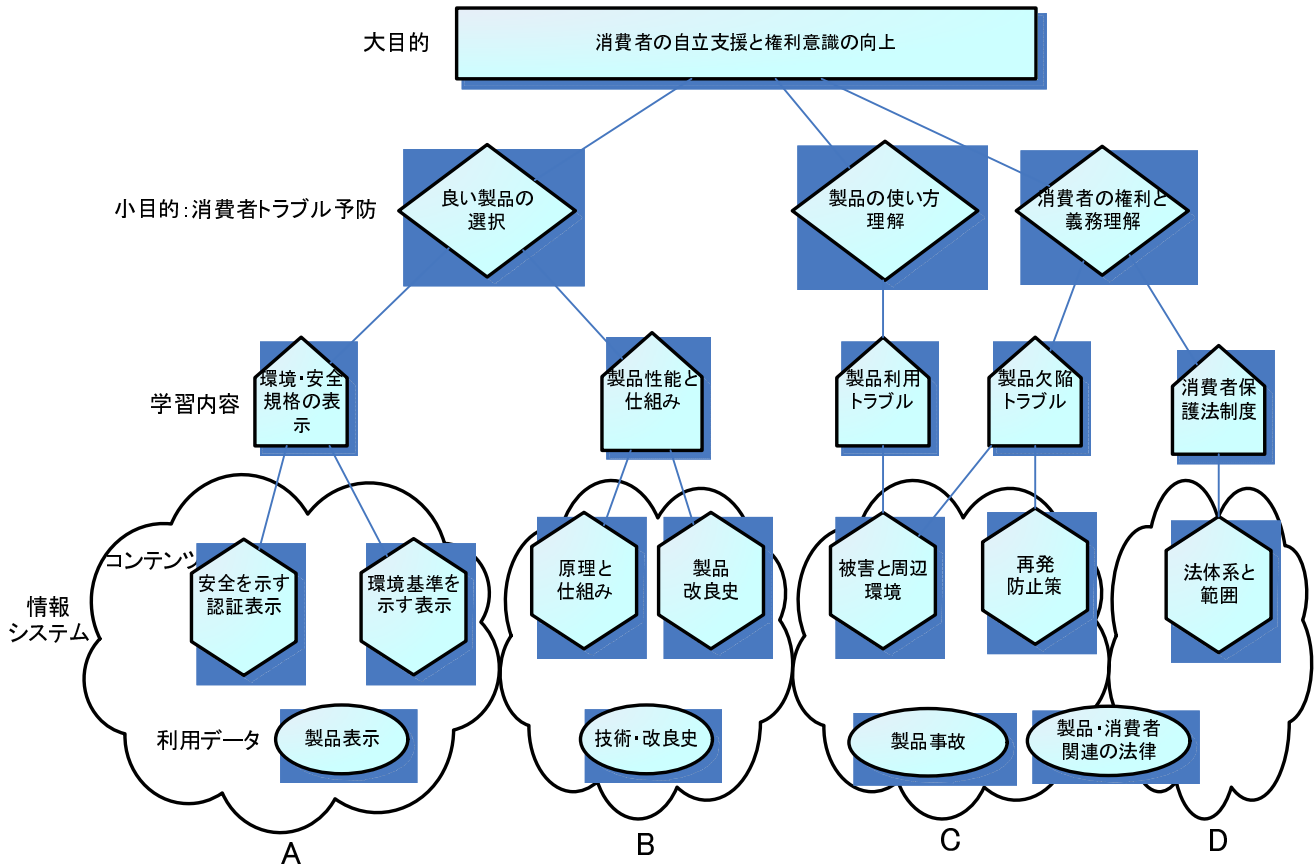 大目的
消費者の自立支援と権利意識の向上
小目的:消費者トラブル予防
良い製品の
選択
製品の使い方
理解
消費者の権利と
義務理解
学習内容
環境・安全
規格の表
示
製品性能と
仕組み
製品利用
トラブル
製品欠陥
トラブル
消費者保
護法制度
情報
システム
コンテンツ
安全を示す
認証表示
環境基準を
示す表示
原理と
仕組み
製品
改良史
被害と周辺
環境
再発
防止策
法体系と
範囲
利用データ
製品表示
技術・改良史
製品事故
製品・消費者
関連の法律
A
B
C
D